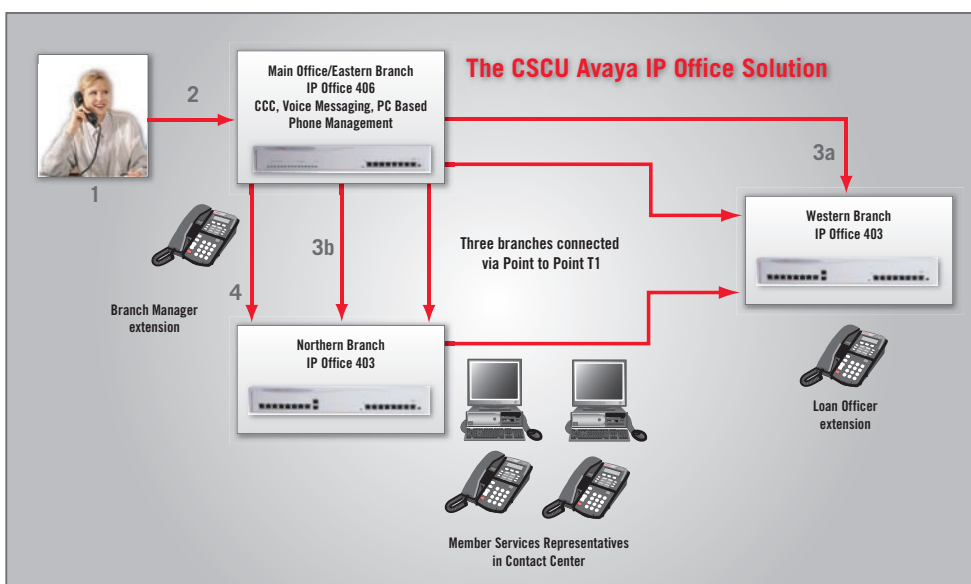 The CSCU Avaya IP Office Solution
Main Office/Eastern Branch
IP Office 406
CCC, Voice Messaging, PC Based
Phone Management
2
1
3a
Western Branch
IP Office 403
3b
Three branches connected
via Point to Point T1
4
Branch Manager
extension
Northern Branch
IP Office 403
Loan Officer
extension
Member Services Representatives
in Contact Center